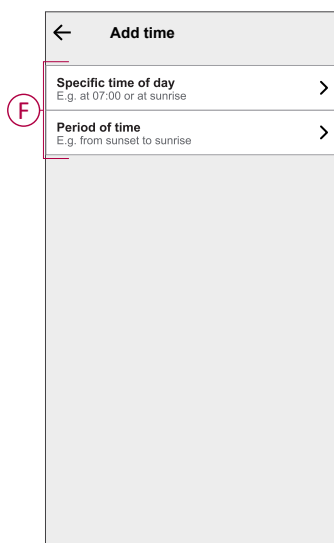 Add time
Specific time of day
E.g. at 07:00 or at sunrise
F
Period of time
E.g. from sunset to sunrise